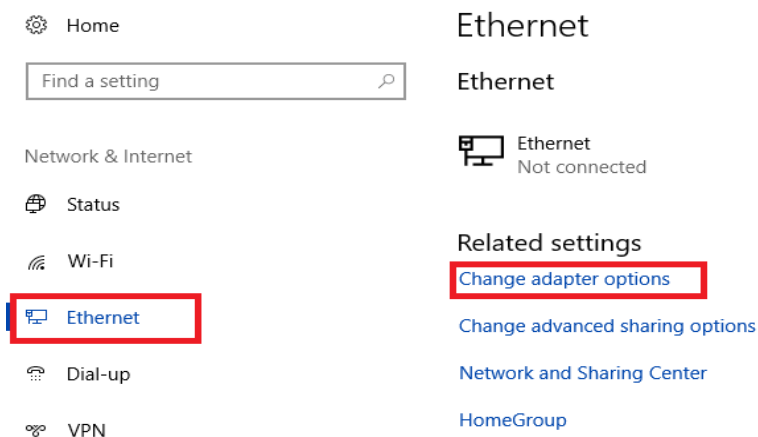 Home
Find a setting
Network & Internet
Status
Wi-Fi
Ethernet
Dial-up
VPN
Ethernet
Ethernet
Ethernet
Not connected
Related settings
Change adapter options
Change advanced sharing options
Network and Sharing Center
HomeGroup